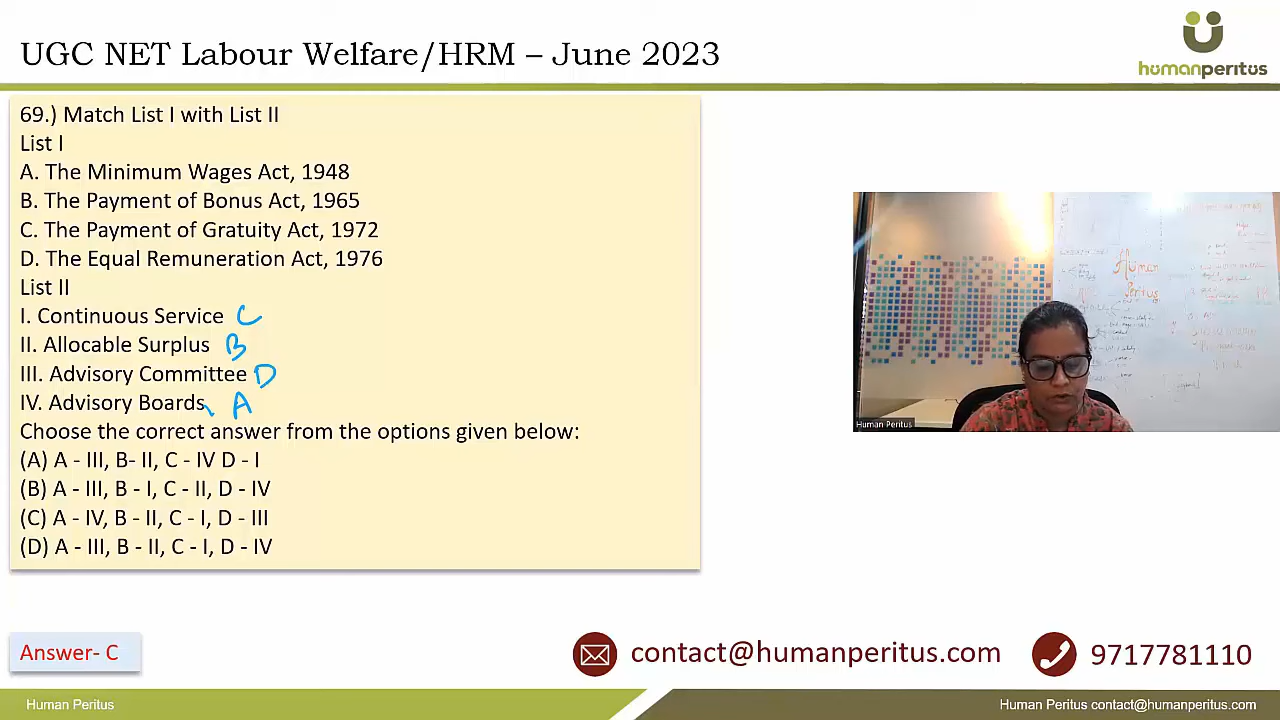 UGC NET Labour Welfare/HRM – June 2023
humanperitus
69.) Match List I with List II
List I
A. The Minimum Wages Act, 1948
B. The Payment of Bonus Act, 1965
C. The Payment of Gratuity Act, 1972
D. The Equal Remuneration Act, 1976
List II
I. Continuous Service C
II. Allocable Surplus B
III. Advisory Committee D
IV. Advisory Boards A
Choose the correct answer from the options given below:
(A) A - III, B- II, C - IV D - I
(B) A - III, B - I, C - II, D - IV
(C) A - IV, B - II, C - I, D - III
(D) A - III, B - II, C - I, D - IV
Human
Peritus
Human Peritus
Answer- C
contact@humanperitus.com
9717781110
Human Peritus
Human Peritus contact@humanperitus.com